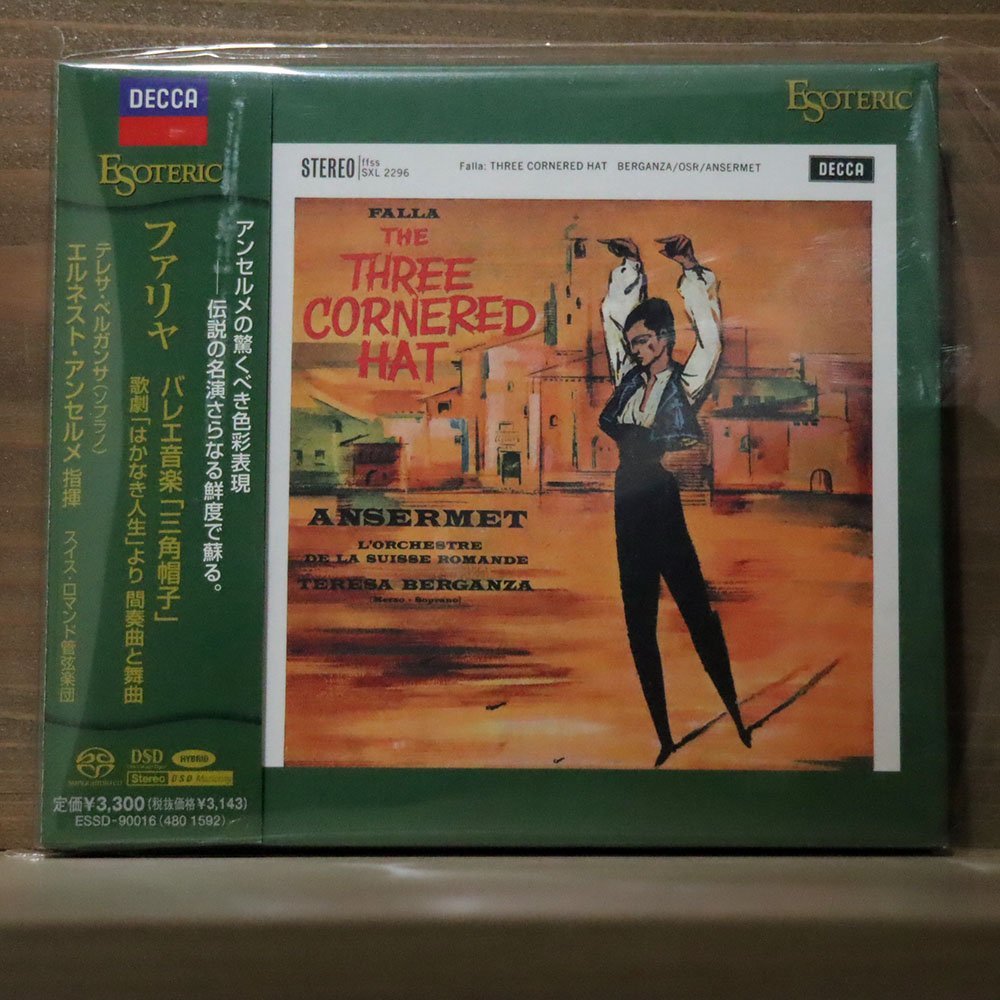 DECCA
ESOTERIC
アンセルメの驚くべき色彩表現
──伝説の名演さらなる鮮度で蘇る。
ファリャ
バレエ音楽「三角帽子」
歌劇「はかなき人生」より 間奏曲と舞曲
テレサ・ベルガンサ(ソプラノ)
エルネスト・アンセルメ 指揮 スイス・ロマンド管弦楽団
SUPER AUDIO CD
DSD
HYBRID
Stereo
DSD Mastering
定価¥3,300(税抜価格¥3,143)
ESSD-90016 (480 1592)
ESOTERIC
STEREO
ffss
SXL 2296
Falla: THREE CORNERED HAT BERGANZA/OSR/ANSERMET
DECCA
FALLA
THE
THREE
CORNERED
HAT
ANSERMET
L'ORCHESTRE
DE LA SUISSE ROMANDE
TERESA BERGANZA
(Mezzo-Soprano)